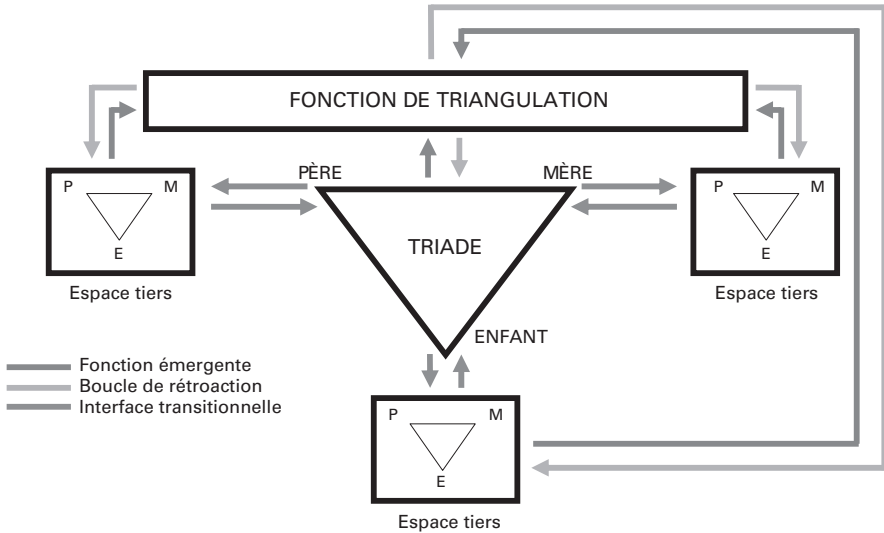 FONCTION DE TRIANGULATION
PÈRE
MÈRE
P
M
E
Espace tiers
TRIADE
P
M
E
Espace tiers
ENFANT
Fonction émergente
Boucle de rétroaction
Interface transitionnelle
P
M
E
Espace tiers